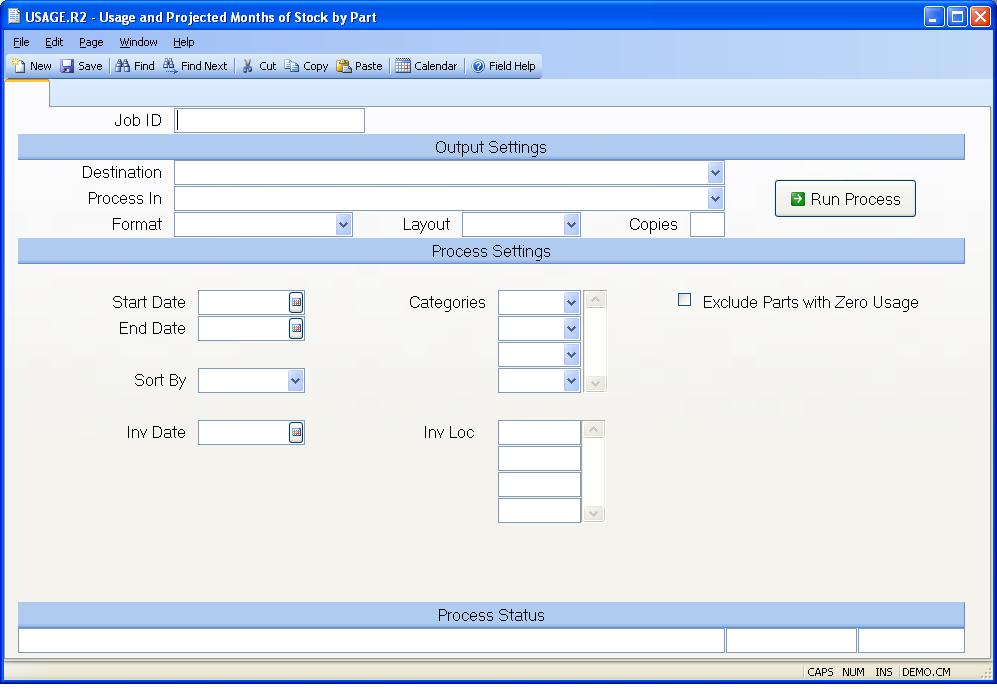 USAGE.R2 - Usage and Projected Months of Stock by Part
File Edit Page Window Help
New Save Find Find Next Cut Copy Paste Calendar Field Help
Job ID
Output Settings
Destination
Process In
Run Process
Format Layout Copies
Process Settings
Start Date Categories Exclude Parts with Zero Usage
End Date
Sort By
Inv Date Inv Loc
Process Status
CAPS NUM INS DEMO.CM